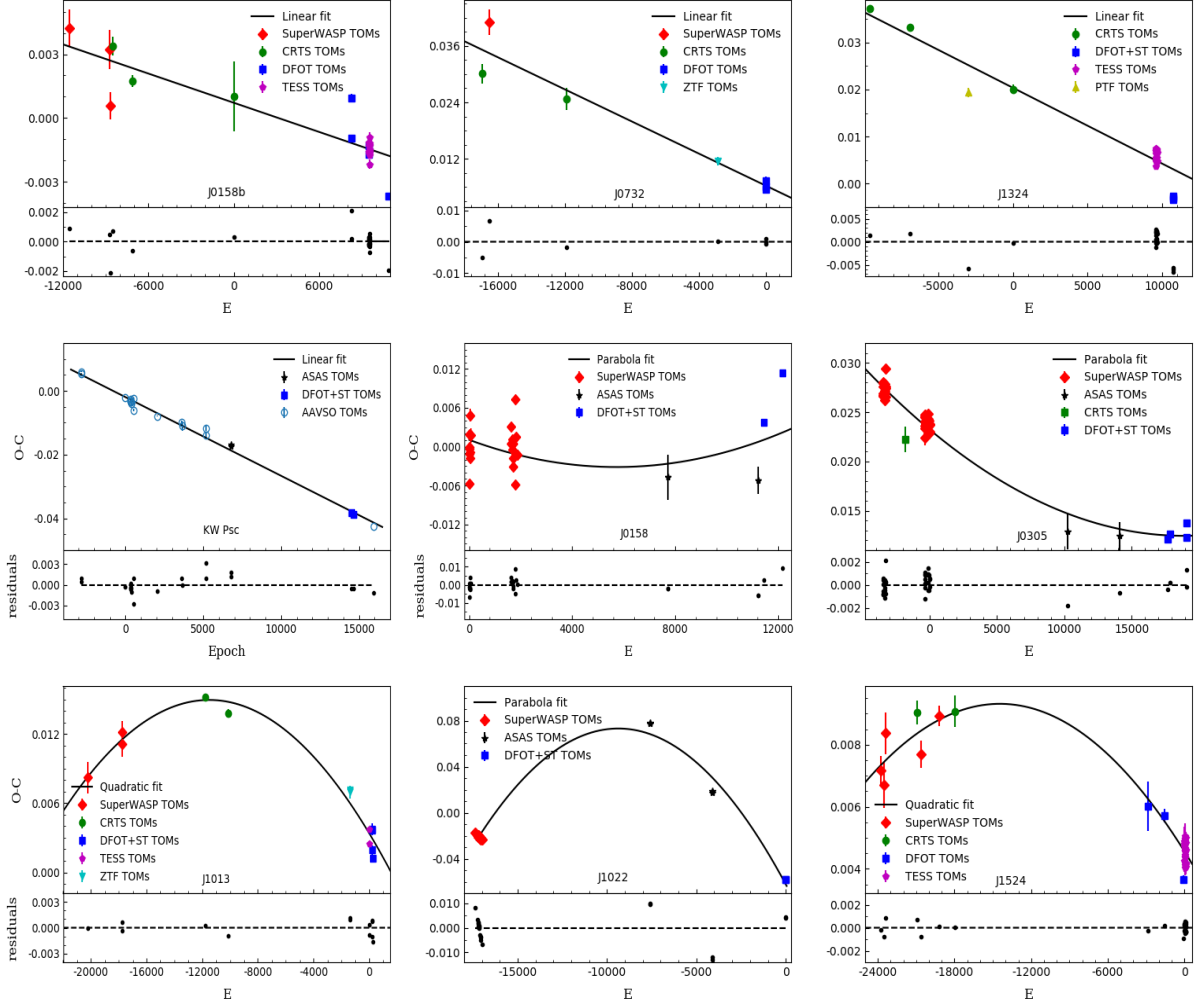 Linear fit
SuperWASP TOMs
CRTS TOMs
DFOT TOMs
TESS TOMs
0.003
0.000
-0.003
J0158b
0.002
0.000
-0.002
-12000 -6000 0 6000
E
Linear fit
SuperWASP TOMs
CRTS TOMs
DFOT TOMs
ZTF TOMs
0.036
0.024
0.012
J0732
0.01
0.00
-0.01
-16000 -12000 -8000 -4000 0
E
Linear fit
CRTS TOMs
DFOT+ST TOMs
TESS TOMs
PTF TOMs
0.03
0.02
0.01
0.00
J1324
0.005
0.000
-0.005
-5000 0 5000 10000
E
Linear fit
ASAS TOMs
DFOT+ST TOMs
AAVSO TOMs
O-C
0.00
-0.02
-0.04
KW Psc
residuals
0.003
0.000
-0.003
0 5000 10000 15000
Epoch
Parabola fit
SuperWASP TOMs
ASAS TOMs
DFOT+ST TOMs
O-C
0.012
0.006
0.000
-0.006
-0.012
J0158
residuals
0.01
0.00
-0.01
0 4000 8000 12000
E
Parabola fit
SuperWASP TOMs
CRTS TOMs
ASAS TOMs
DFOT+ST TOMs
0.030
0.025
0.020
0.015
J0305
0.002
0.000
-0.002
0 5000 10000 15000
E
O-C
0.012
0.006
0.000
Quadratic fit
SuperWASP TOMs
CRTS TOMs
DFOT+ST TOMs
TESS TOMs
ZTF TOMs
J1013
residuals
0.003
0.000
-0.003
-20000 -15000 -10000 -5000 0
E
Parabola fit
SuperWASP TOMs
ASAS TOMs
DFOT+ST TOMs
0.08
0.04
0.00
-0.04
J1022
0.010
0.000
-0.010
-15000 -10000 -5000 0
E
0.008
0.006
0.004
Quadratic fit
SuperWASP TOMs
CRTS TOMs
DFOT TOMs
TESS TOMs
J1524
0.002
0.000
-0.002
-24000 -18000 -12000 -6000 0
E